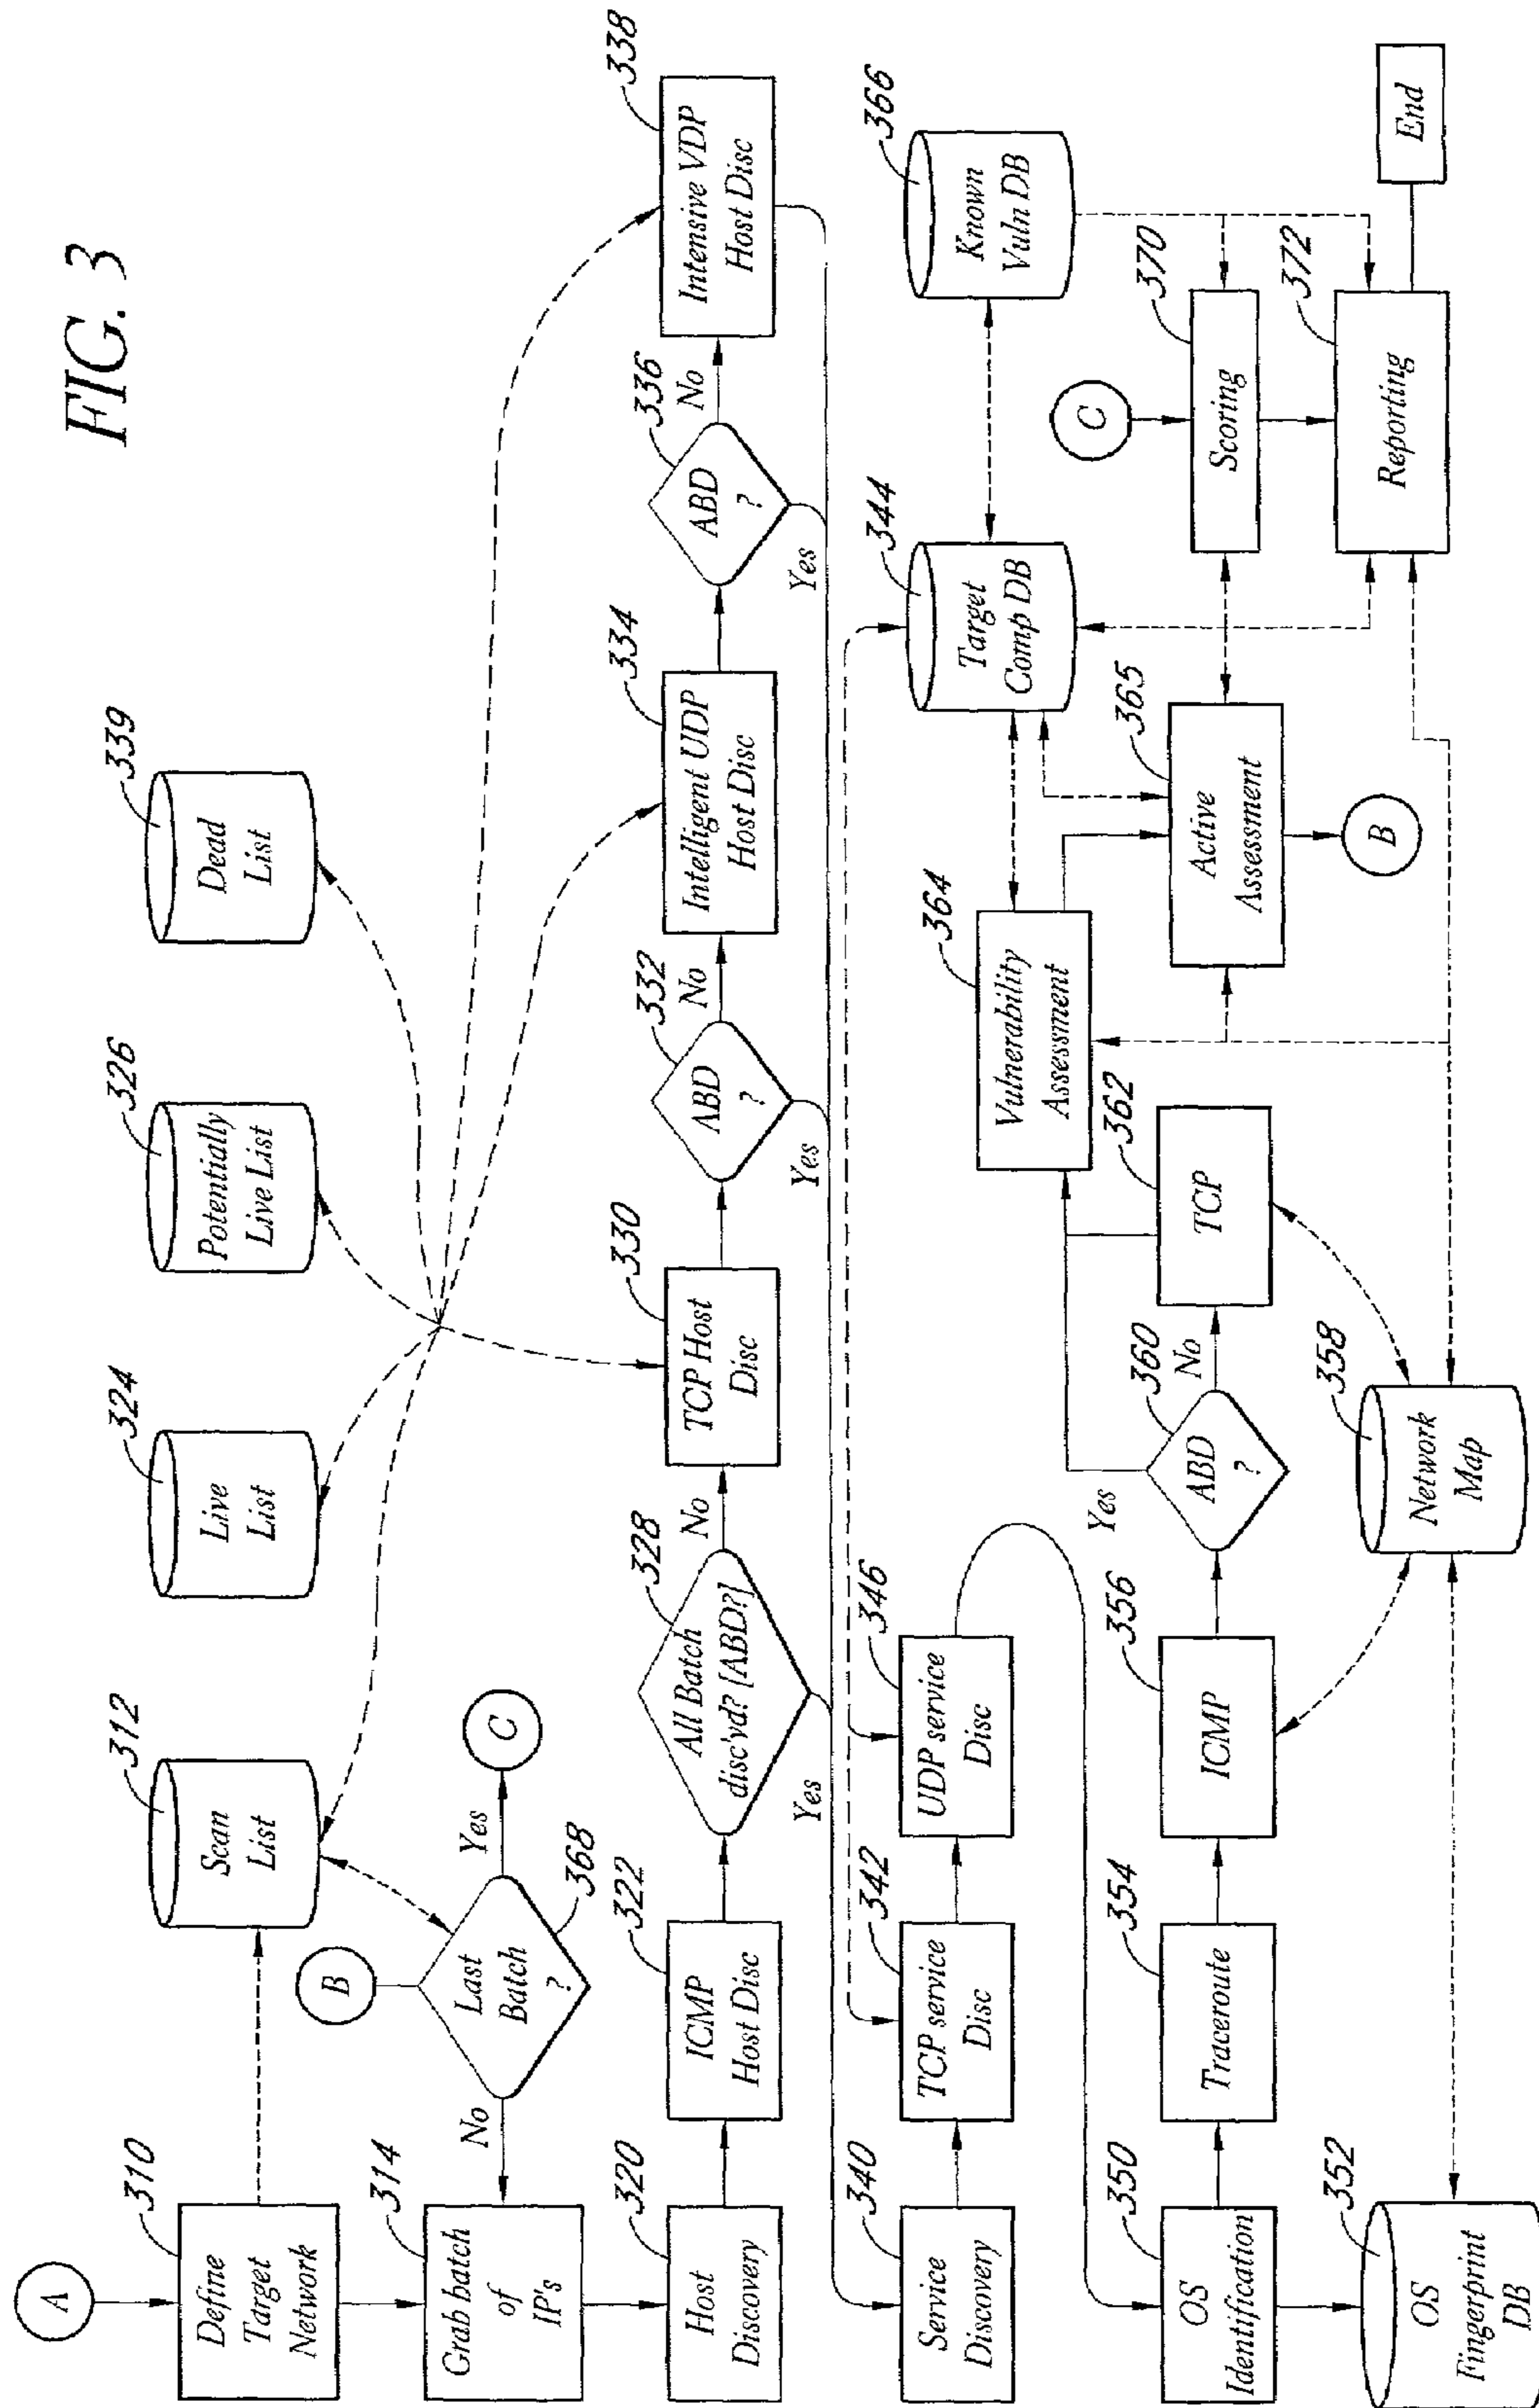 FIG. 3
A
310
Define
Target
Network
312
Scan
List
324
Live
List
326
Potentially
Live List
339
Dead
List
B
314
Grab batch
of
IP's
No
Last
Batch
?
368
Yes
C
320
Host
Discovery
322
ICMP
Host Disc
328
All Batch
disc'vd? [ABD?]
No
Yes
330
TCP Host
Disc
332
ABD
?
No
Yes
334
Intelligent UDP
Host Disc
336
ABD
?
No
Yes
338
Intensive VDP
Host Disc
340
Service
Discovery
342
TCP service
Disc
346
UDP service
Disc
344
Target
Comp DB
366
Known
Vuln DB
350
OS
Identification
354
Traceroute
356
ICMP
360
ABD
?
Yes
No
362
TCP
364
Vulnerability
Assessment
365
Active
Assessment
B
C
370
Scoring
372
Reporting
End
352
OS
Fingerprint
DB
358
Network
Map